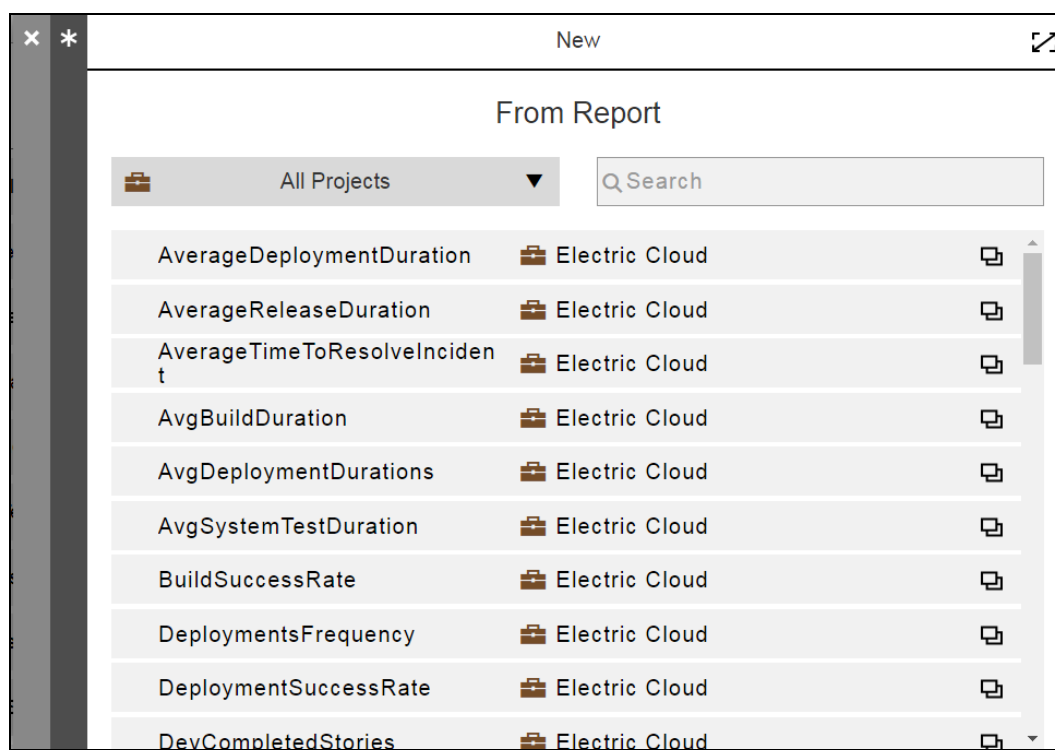 New
From Report
All Projects
Search
AverageDeploymentDuration Electric Cloud
AverageReleaseDuration Electric Cloud
AverageTimeToResolveInciden
t Electric Cloud
AvgBuildDuration Electric Cloud
AvgDeploymentDurations Electric Cloud
AvgSystemTestDuration Electric Cloud
BuildSuccessRate Electric Cloud
DeploymentsFrequency Electric Cloud
DeploymentSuccessRate Electric Cloud
DevCompletedStories Electric Cloud